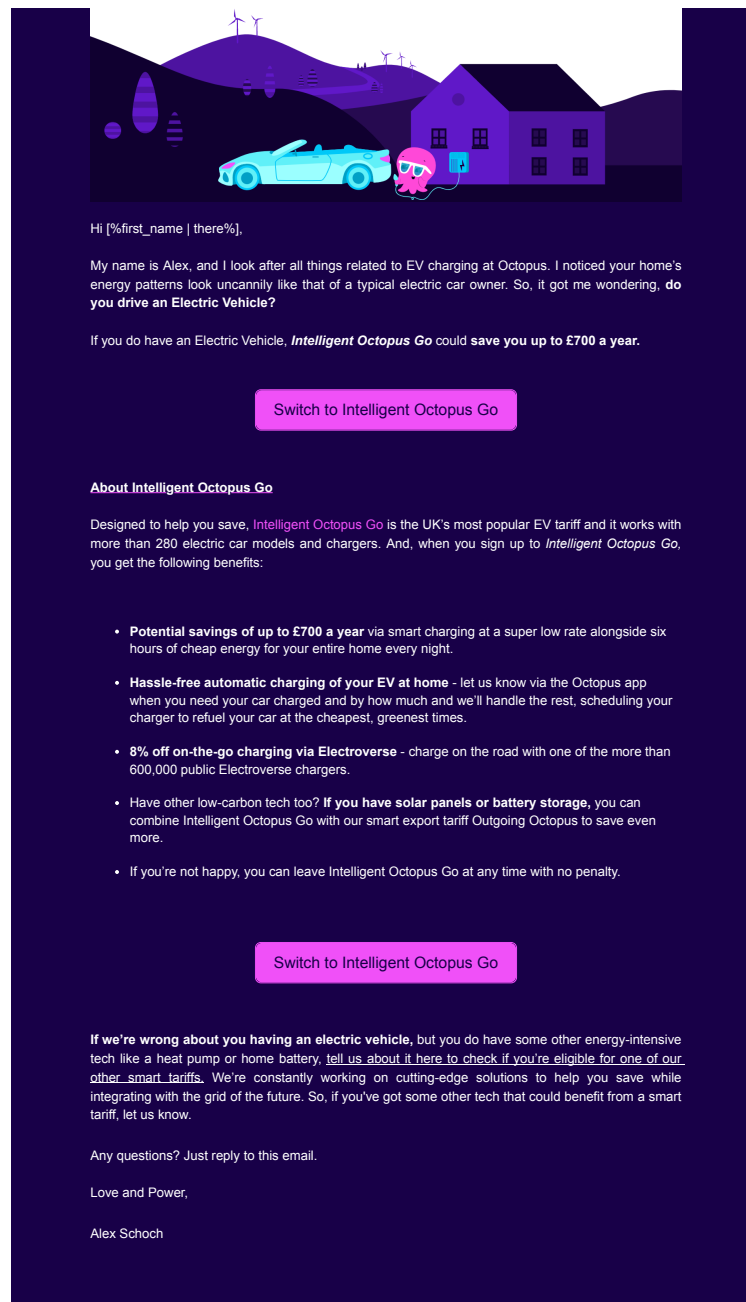 Hi [%first_name | there%],
My name is Alex, and I look after all things related to EV charging at Octopus. I noticed your home's
energy patterns look uncannily like that of a typical electric car owner. So, it got me wondering, do
you drive an Electric Vehicle?
If you do have an Electric Vehicle, Intelligent Octopus Go could save you up to £700 a year.
Switch to Intelligent Octopus Go
About Intelligent Octopus Go
Designed to help you save, Intelligent Octopus Go is the UK's most popular EV tariff and it works with
more than 280 electric car models and chargers. And, when you sign up to Intelligent Octopus Go,
you get the following benefits:
• Potential savings of up to £700 a year via smart charging at a super low rate alongside six
hours of cheap energy for your entire home every night.
• Hassle-free automatic charging of your EV at home - let us know via the Octopus app
when you need your car charged and by how much and we'll handle the rest, scheduling your
charger to refuel your car at the cheapest, greenest times.
• 8% off on-the-go charging via Electroverse - charge on the road with one of the more than
600,000 public Electroverse chargers.
• Have other low-carbon tech too? If you have solar panels or battery storage, you can
combine Intelligent Octopus Go with our smart export tariff Outgoing Octopus to save even
more.
• If you're not happy, you can leave Intelligent Octopus Go at any time with no penalty.
Switch to Intelligent Octopus Go
If we're wrong about you having an electric vehicle, but you do have some other energy-intensive
tech like a heat pump or home battery, tell us about it here to check if you're eligible for one of our
other smart tariffs. We're constantly working on cutting-edge solutions to help you save while
integrating with the grid of the future. So, if you've got some other tech that could benefit from a smart
tariff, let us know.
Any questions? Just reply to this email.
Love and Power,
Alex Schoch